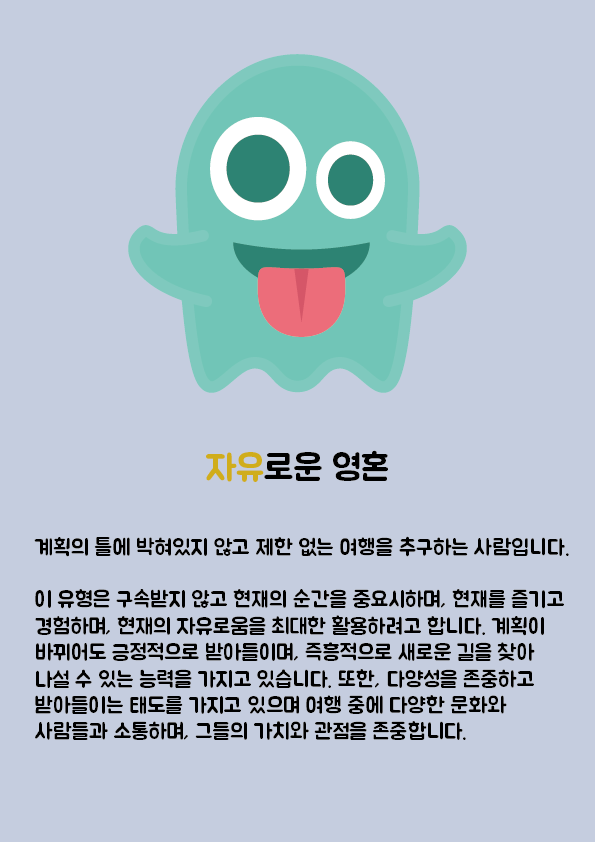 자유로운 영혼
계획의 틀에 박혀있지 않고 제한 없는 여행을 추구하는 사람입니다.
이 유형은 구속받지 않고 현재의 순간을 중요시하며, 현재를 즐기고
경험하며, 현재의 자유로움을 최대한 활용하려고 합니다. 계획이
바뀌어도 긍정적으로 받아들이며, 즉흥적으로 새로운 길을 찾아
나설 수 있는 능력을 가지고 있습니다. 또한, 다양성을 존중하고
받아들이는 태도를 가지고 있으며 여행 중에 다양한 문화와
사람들과 소통하며, 그들의 가치와 관점을 존중합니다.